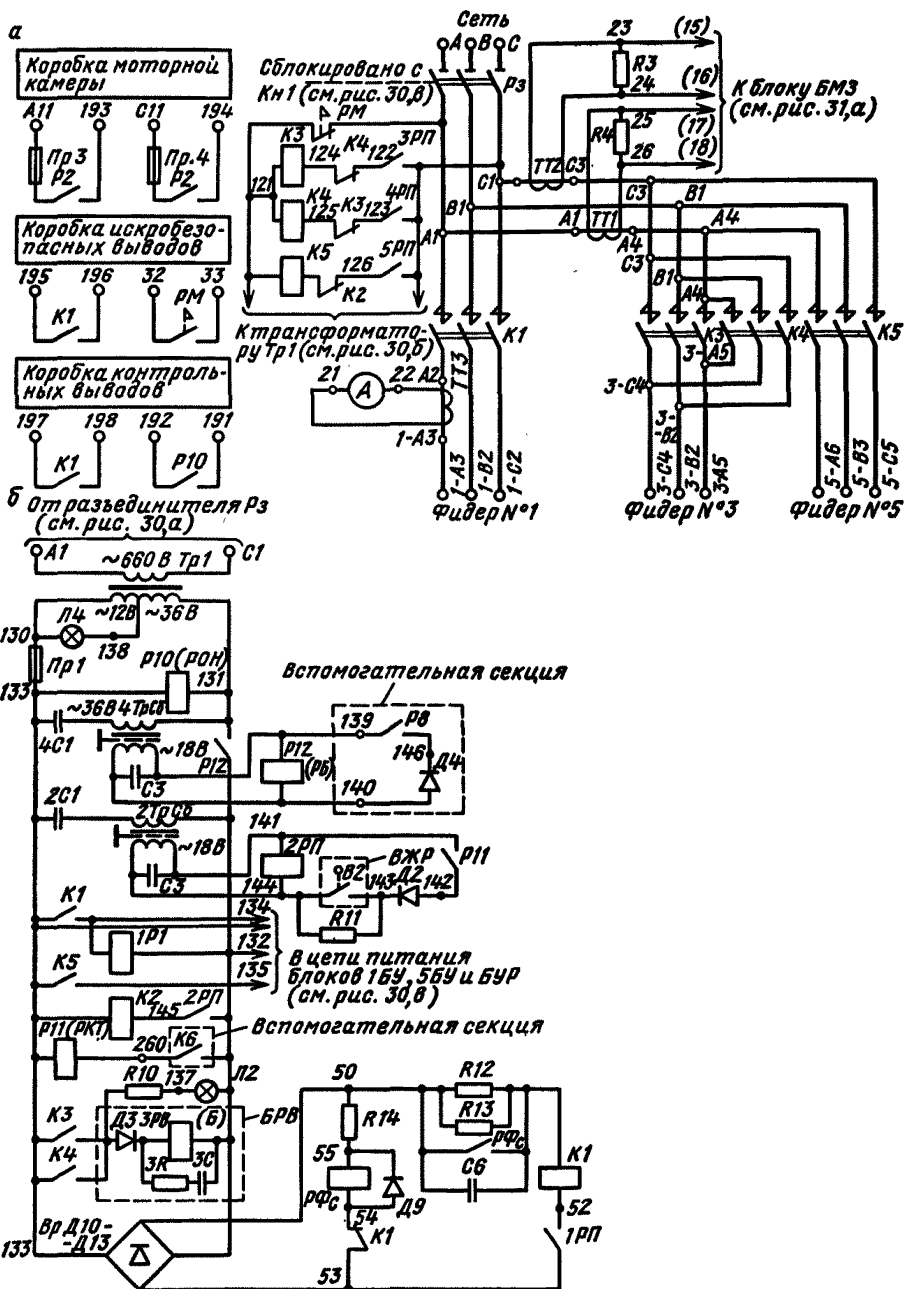 а
Коробка моторной
камеры
А11
193
С11
194
Пр3
Р2
Пр.4
Р2
Коробка искробезо-
пасных выводов
195
196
32
33
К1
РМ
Коробка контроль-
ных выводов
197
198
192
191
К1
Р10
Сеть
А
В
С
Рз
Сблокировано с
Кн1 (см.рис. 30,в)
РМ
К3
124
К4
122
3РП
121
К4
125
К3
123
4РП
К5
126
5РП
К2
К трансформато-
ру Тр1 (см.рис. 30,б)
23
(15)
R3
24
(16)
25
(17)
R4
26
(18)
К блоку БМЗ
(см. рис. 31,а)
С1
ТТ2
С3
С3
В1
В1
А1
А1
ТТ1
А4
А4
С3
В1
А4
К1
К3
К4
К5
21
А
22
А2
ТТ3
1-А3
3-С4
3-
-В2
3-
А5
1-А3
1-В2
1-С2
3-С4
3-В2
3-А5
5-А6
5-В3
5-С5
Фидер №1
Фидер №3
Фидер №5
б
От разъединителя Рз
(см. рис. 30,а)
А1
С1
~660 В Тр1
~12В
~36 В
130
Л4
138
Пр1
Р10(РОН)
131
133
~36В 4ТрСб
4С1
~18В
Р12
С3
Р12
(РБ)
Вспомогательная секция
139
Р8
146
Д4
140
2С1
2ТрСб
141
~18В
2РП
144
С3
ВЖР
В2
143
Д2
142
Р11
R11
К1
134
1Р1
132
К5
135
В цепи питания
блоков 1БУ, 5БУ и БУР
(см. рис. 30,в)
К2
145
2РП
Р11(РКТ)
260
К6
Вспомогательная секция
R10
137
Л2
К3
Д3
3РВ
(Б)
БРВ
К4
3R
3С
133
Вр Д10-
-Д13
50
R14
55
РФс
Д9
54
К1
53
R12
R13
РФс
С6
К1
52
1РП